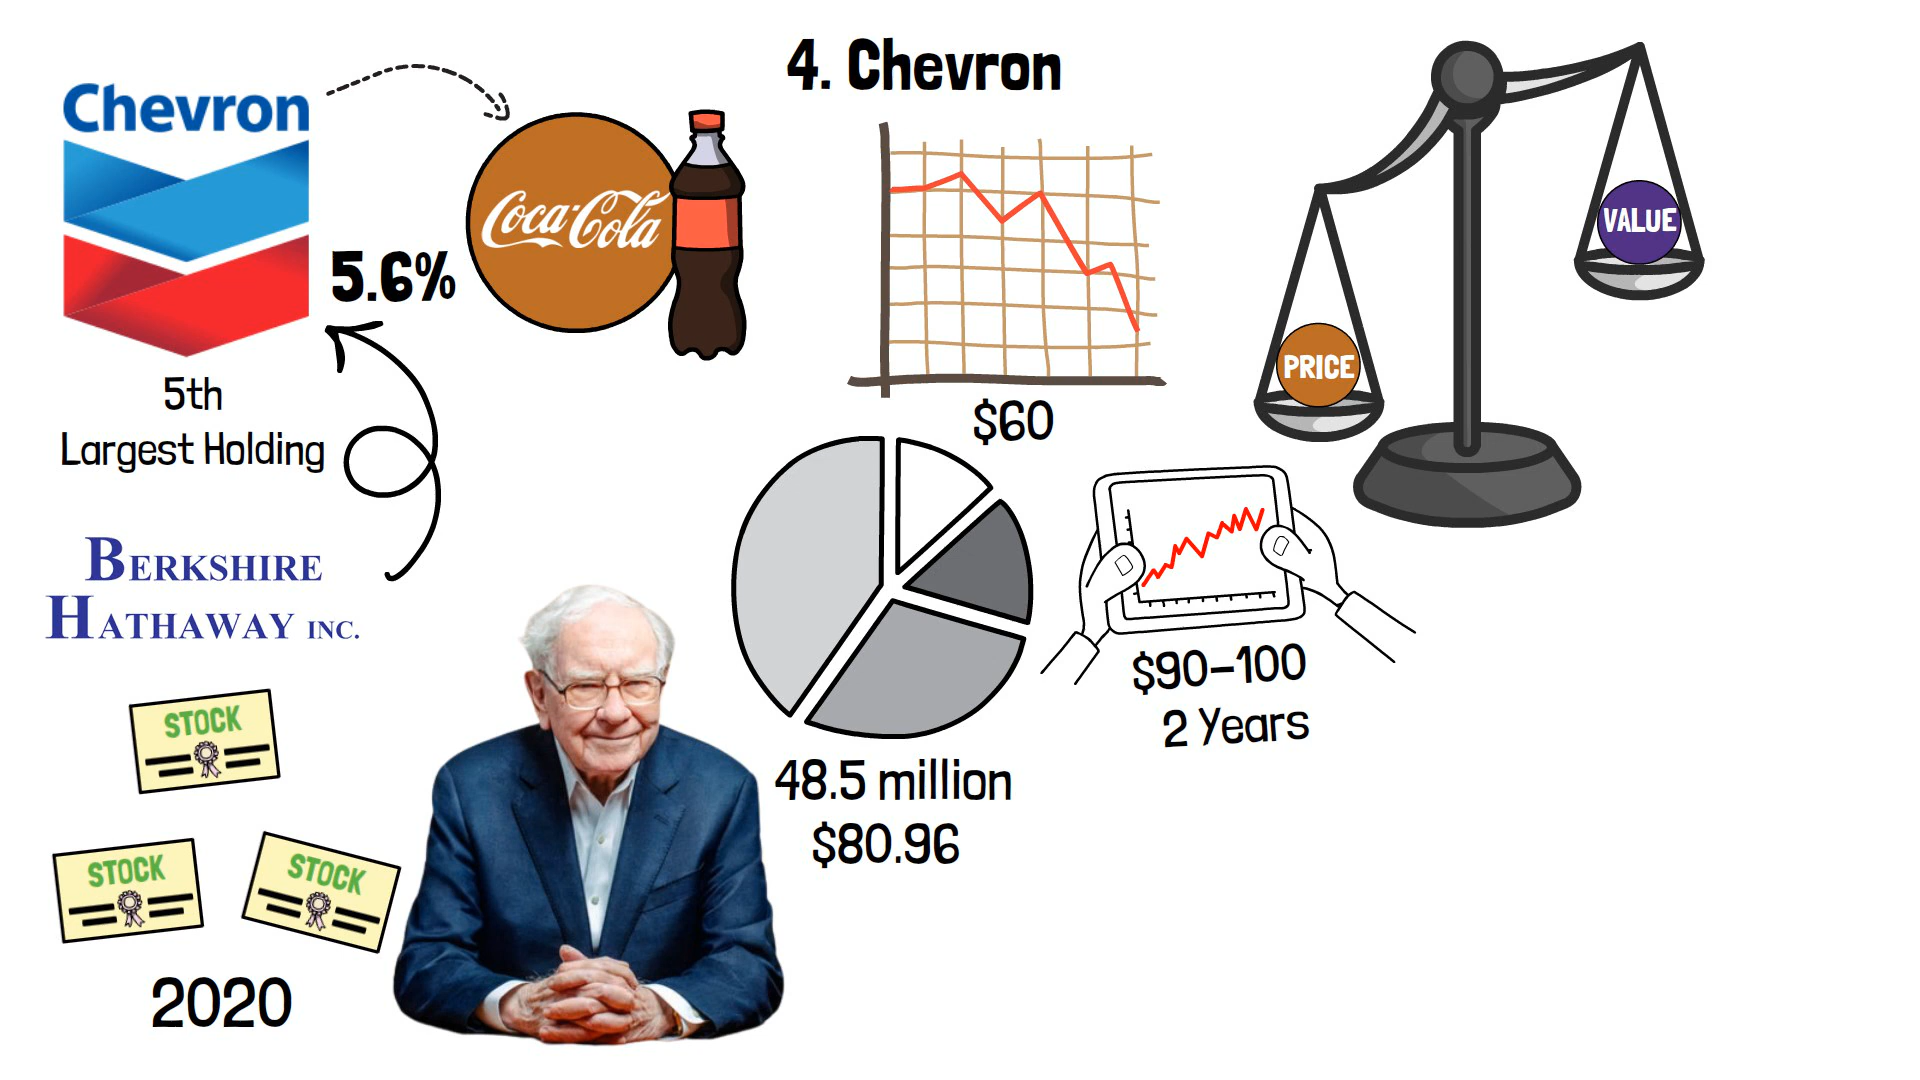 4. Chevron
Chevron
5.6%
Coca-Cola
5th
Largest Holding
BERKSHIRE
HATHAWAY INC.
STOCK
STOCK
STOCK
2020
$60
48.5 million
$80.96
$90-100
2 Years
PRICE
VALUE